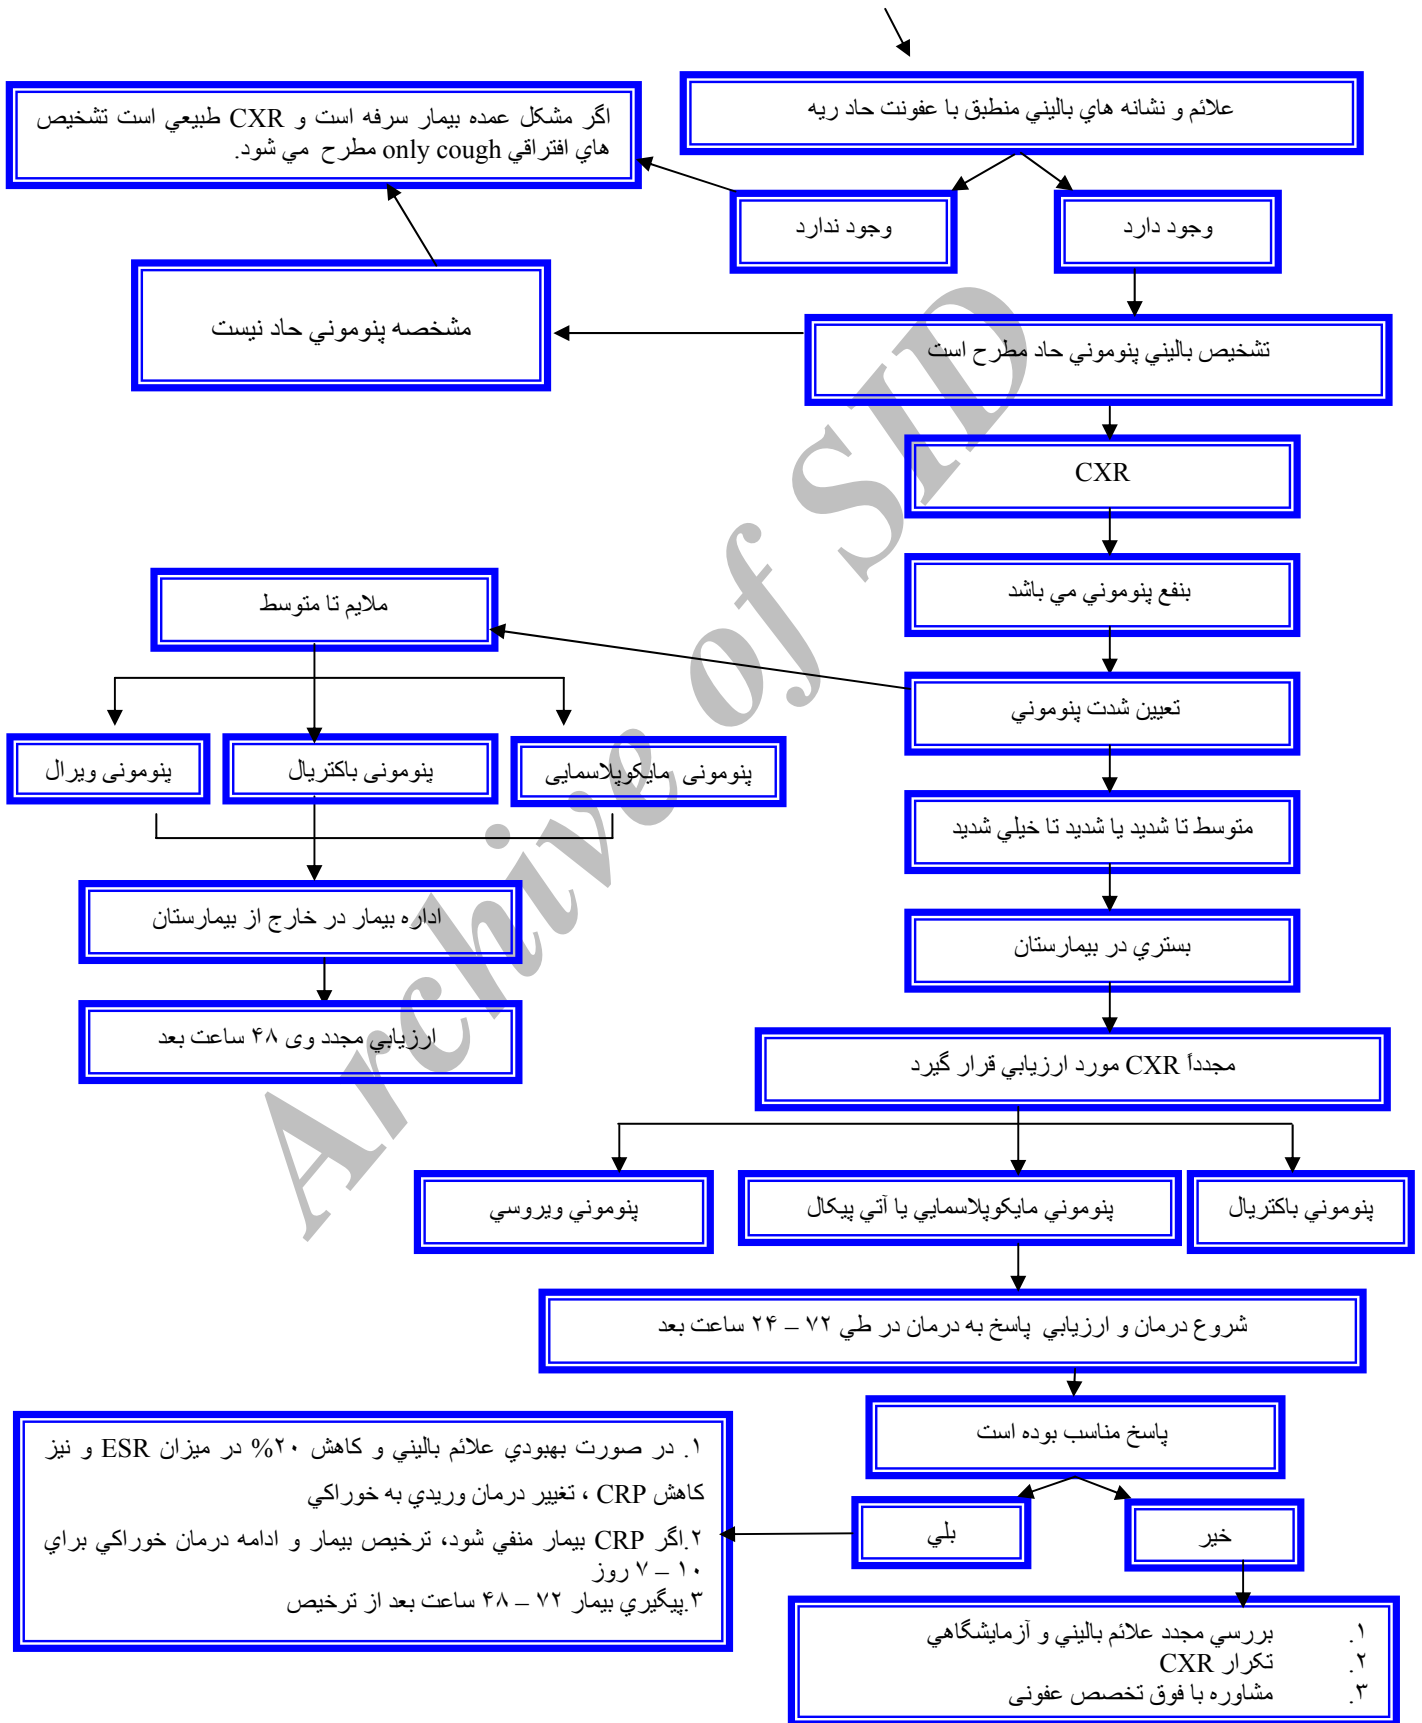 علائم و نشانه هاي باليني منطبق با عفونت حاد ريه
اگر مشكل عمده بيمار سرفه است و CXR طبيعي است تشخيص
هاي افتراقي only cough مطرح مي شود.
وجود دارد
وجود ندارد
مشخصه پنوموني حاد نيست
تشخيص باليني پنوموني حاد مطرح است
CXR
بنفع پنوموني مي باشد
ملايم تا متوسط
تعيين شدت پنوموني
پنومونی مايكوپلاسمايی
پنومونی باکتريال
پنومونی ويرال
متوسط تا شديد يا شديد تا خيلي شديد
اداره بيمار در خارج از بيمارستان
بستري در بيمارستان
ارزيابي مجدد وی ۴۸ ساعت بعد
مجدداً CXR مورد ارزيابي قرار گيرد
پنوموني باكتريال
پنوموني مايكوپلاسمايي يا آتي پيكال
پنوموني ويروسي
شروع درمان و ارزيابي پاسخ به درمان در طي ۷۲ – ۲۴ ساعت بعد
پاسخ مناسب بوده است
خير
بلي
۱. در صورت بهبودي علائم باليني و كاهش ۲۰% در ميزان ESR و نيز
كاهش CRP ، تغيير درمان وريدي به خوراكي
۲.اگر CRP بيمار منفي شود، ترخيص بيمار و ادامه درمان خوراكي براي
۱۰ – ۷ روز
۳.پيگيري بيمار ۷۲ – ۴۸ ساعت بعد از ترخيص
۱. بررسي مجدد علائم باليني و آزمايشگاهي
۲. تكرار CXR
۳. مشاوره با فوق تخصص عفونی
Archive of SID